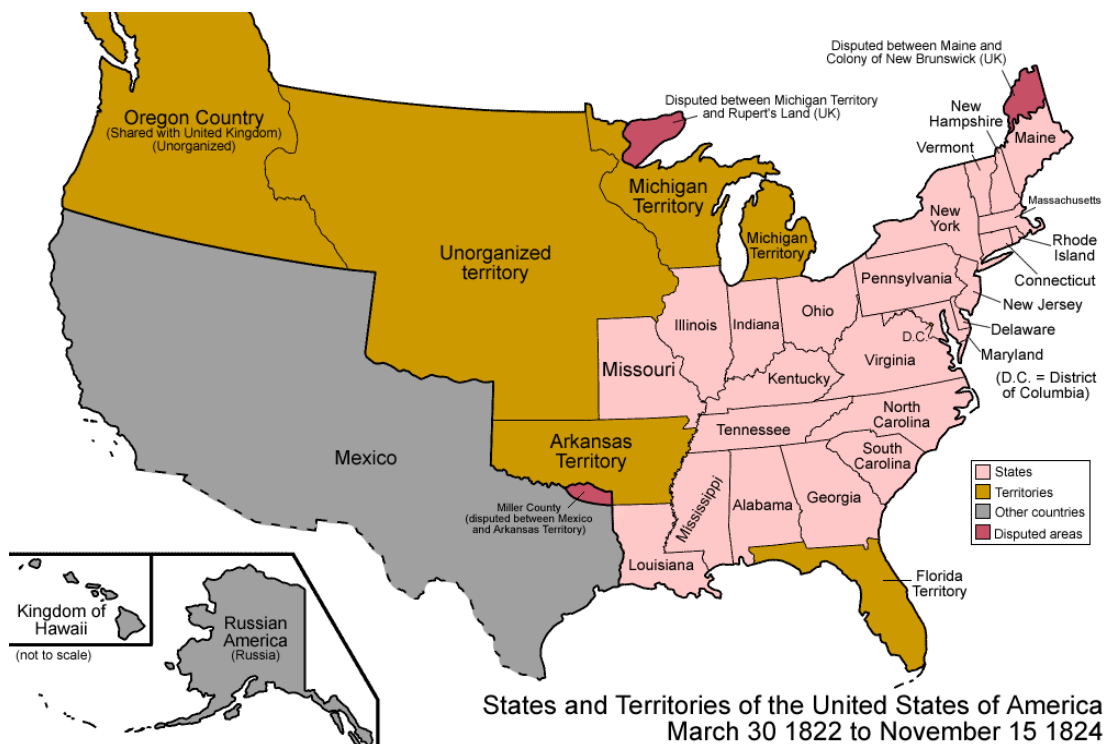 Disputed between Maine and
Colony of New Brunswick (UK)
Disputed between Michigan Territory
and Rupert's Land (UK)
New
Hampshire
Vermont
Maine
Oregon Country
(Shared with United Kingdom)
(Unorganized)
Michigan
Territory
Massachusetts
New
York
Michigan
Territory
Rhode
Island
Unorganized
territory
Pennsylvania
Connecticut
New Jersey
Illinois
Indiana
Ohio
D.C.
Delaware
Missouri
Virginia
Maryland
Kentucky
(D.C. = District
of Columbia)
North
Carolina
Tennessee
Arkansas
Territory
South
Carolina
Mexico
States
Territories
Other countries
Disputed areas
Mississippi
Alabama
Georgia
Miller County
(disputed between Mexico
and Arkansas Territory)
Louisiana
Florida
Territory
Kingdom of
Hawaii
(not to scale)
Russian
America
(Russia)
States and Territories of the United States of America
March 30 1822 to November 15 1824